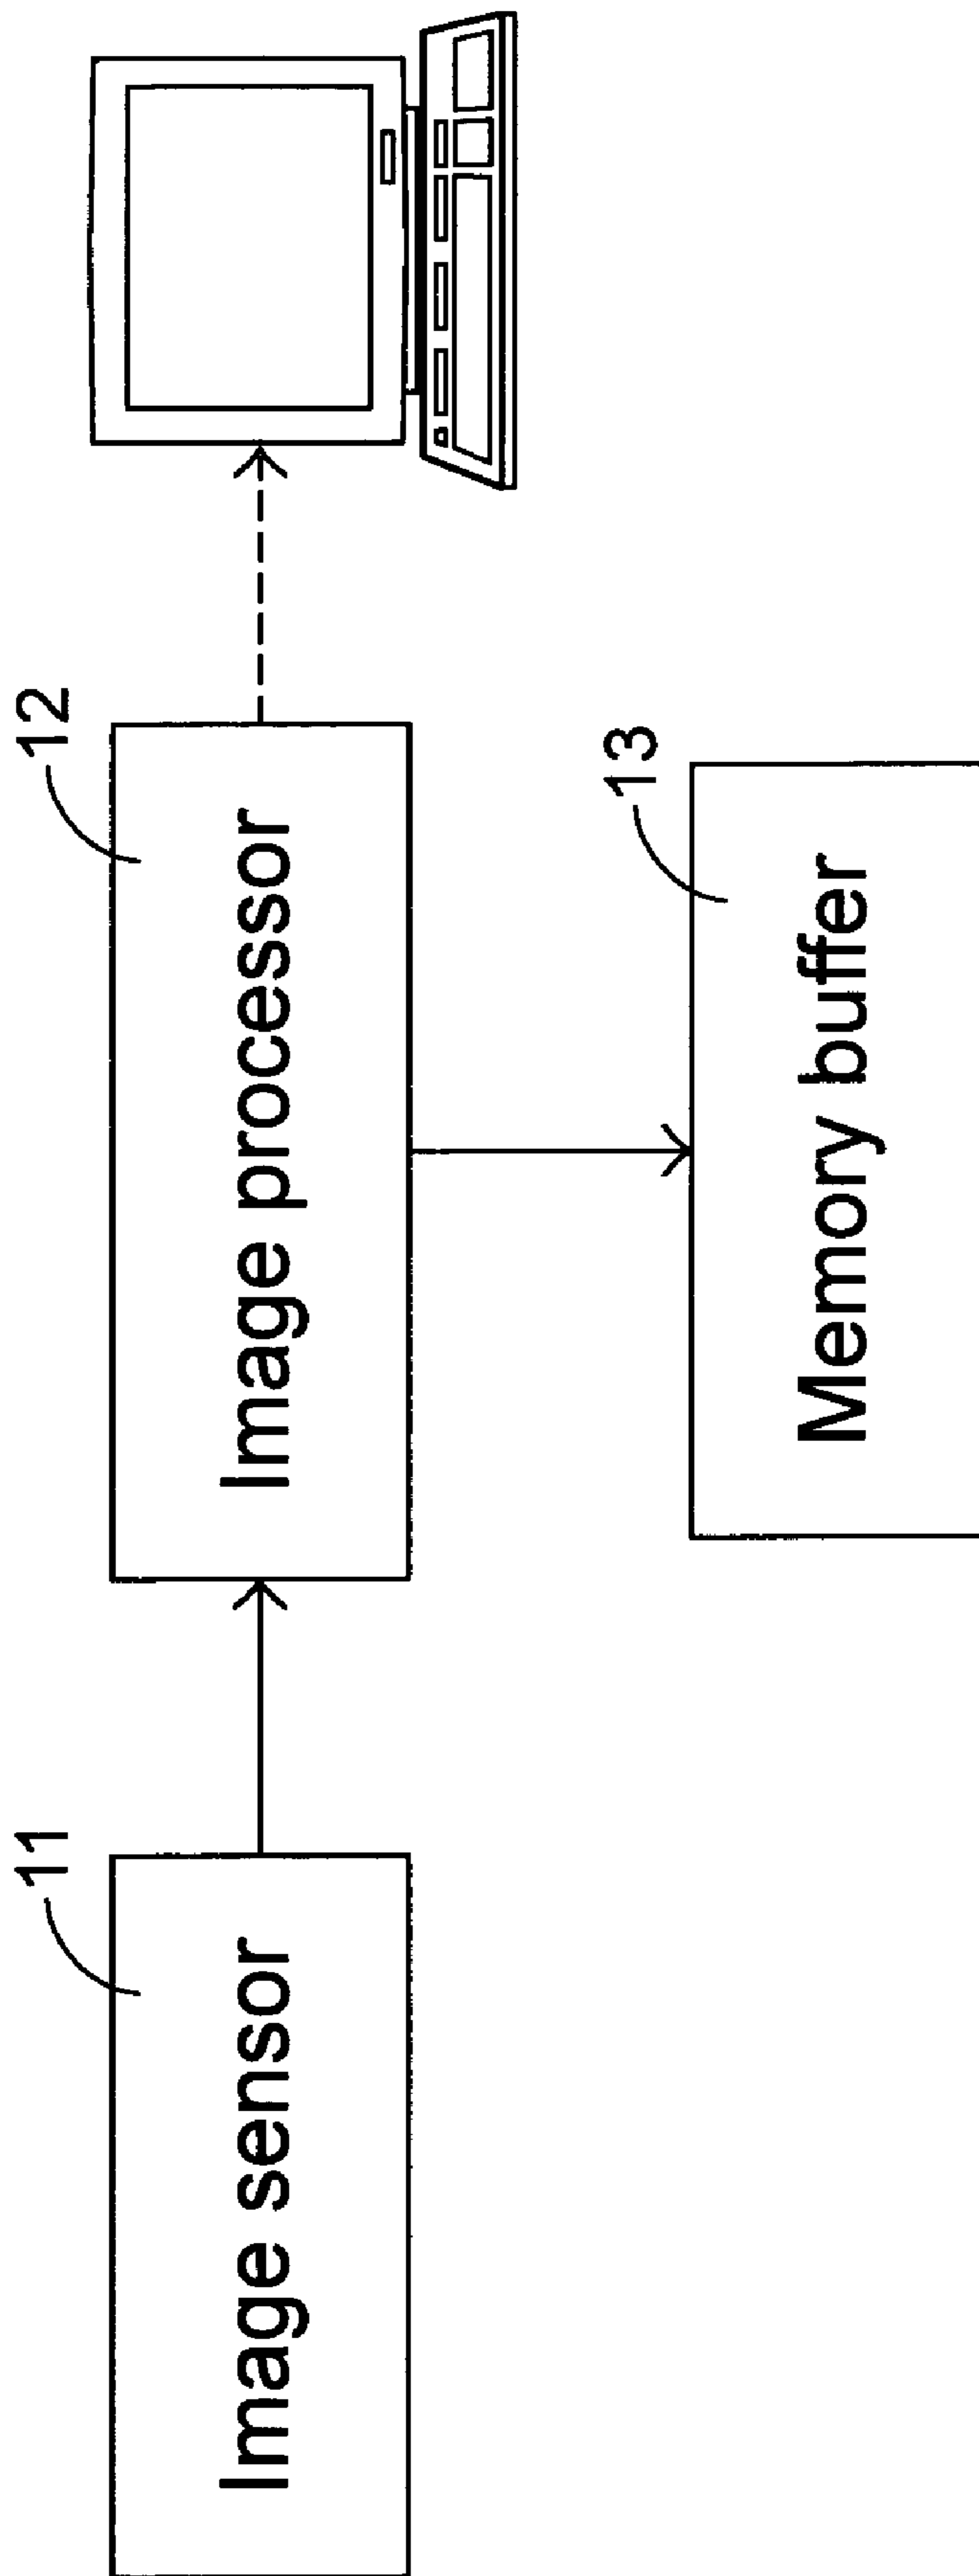 11
Image sensor
12
Image processor
13
Memory buffer